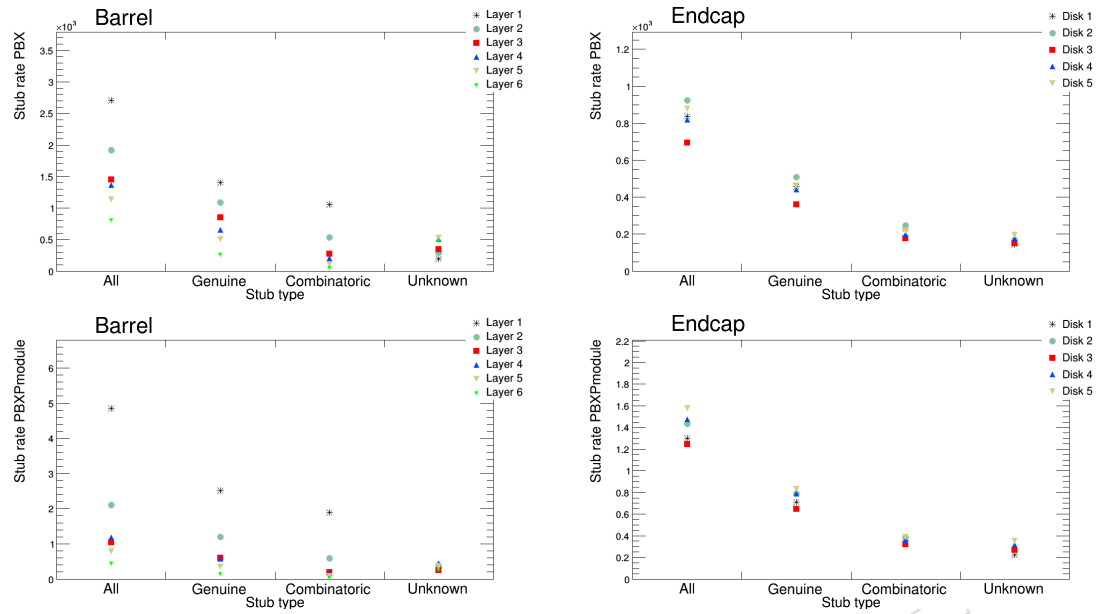 Barrel
×10³
Stub rate PBX
3.5
3
2.5
2
1.5
1
0.5
0
All
Genuine
Combinatoric
Unknown
Stub type
Layer 1
Layer 2
Layer 3
Layer 4
Layer 5
Layer 6
Endcap
×10³
Stub rate PBX
1.2
1
0.8
0.6
0.4
0.2
0
All
Genuine
Combinatoric
Unknown
Stub type
Disk 1
Disk 2
Disk 3
Disk 4
Disk 5
Barrel
Stub rate PBXPmodule
6
5
4
3
2
1
0
All
Genuine
Combinatoric
Unknown
Stub type
Layer 1
Layer 2
Layer 3
Layer 4
Layer 5
Layer 6
Endcap
Stub rate PBXPmodule
2.2
2
1.8
1.6
1.4
1.2
1
0.8
0.6
0.4
0.2
0
All
Genuine
Combinatoric
Unknown
Stub type
Disk 1
Disk 2
Disk 3
Disk 4
Disk 5